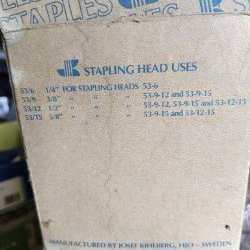 STAPLES
STAPLING HEAD USES
53/6 1/4" FOR STAPLING HEADS 53-6
53/9 3/8" " " " 53-9-12 and 53-9-15
53/12 1/2" " " " 53-9-12, 53-9-15 and 53-12-15
53/15 5/8" " " " 53-9-15 and 53-12-15
MANUFACTURED BY JOSEF KIHLBERG, HJO — SWEDEN